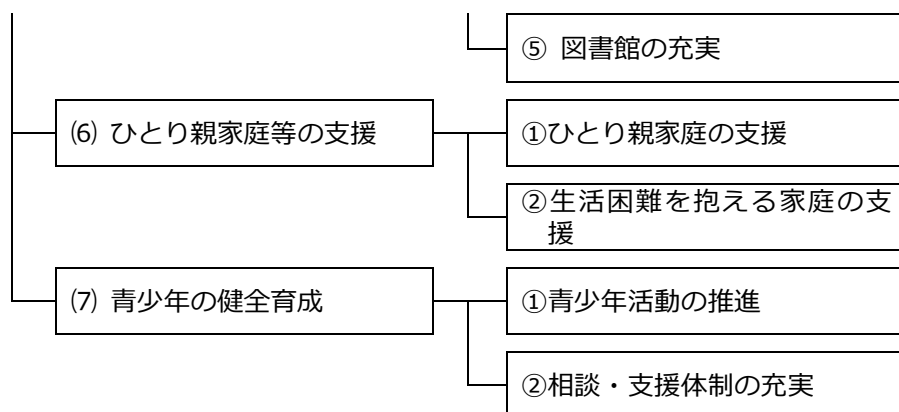 ⑤ 図書館の充実
⑹ ひとり親家庭等の支援
①ひとり親家庭の支援
②生活困難を抱える家庭の支
援
⑺ 青少年の健全育成
①青少年活動の推進
②相談・支援体制の充実